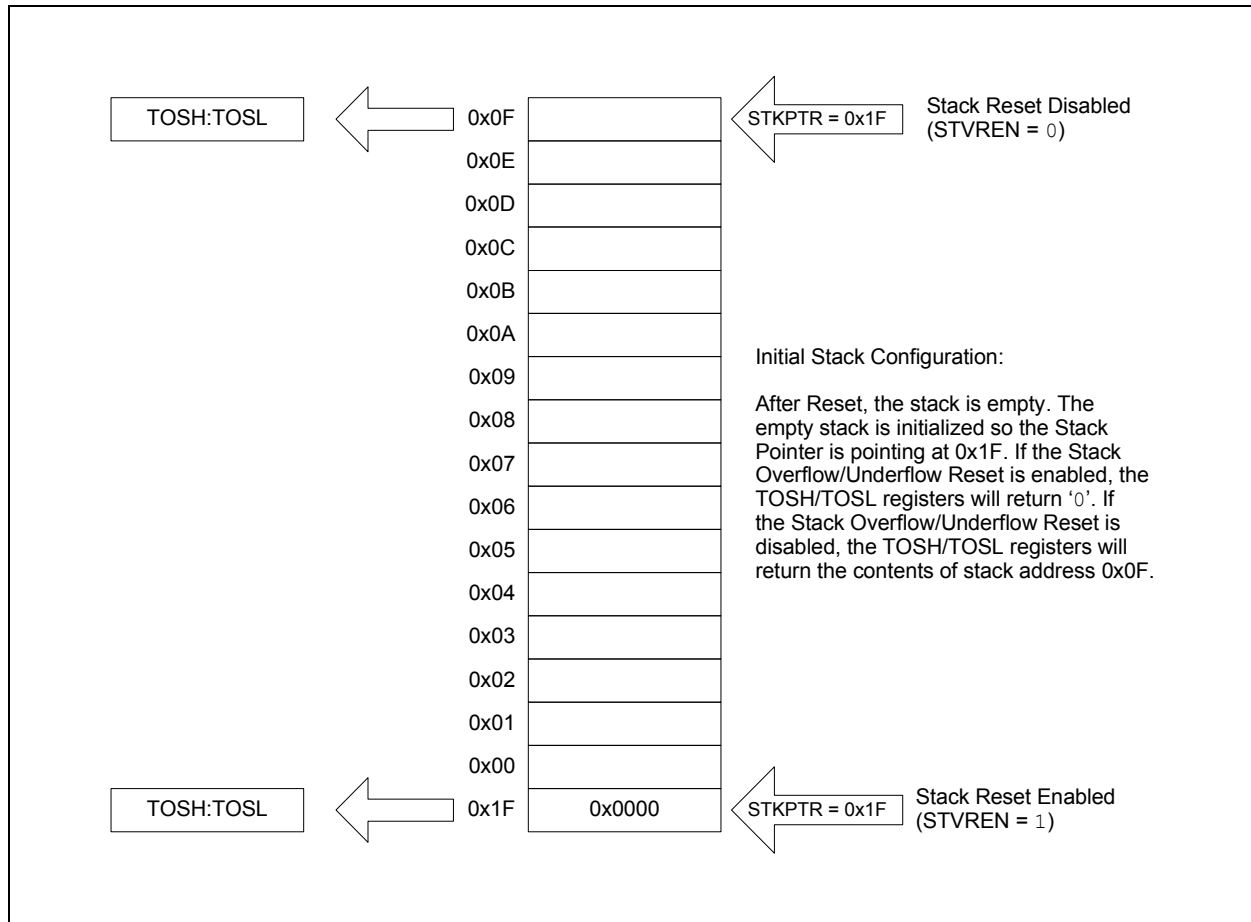 TOSH:TOSL
0x0F
STKPTR = 0x1F
Stack Reset Disabled
(STVREN = 0)
0x0E
0x0D
0x0C
0x0B
0x0A
0x09
0x08
0x07
0x06
0x05
0x04
0x03
0x02
0x01
0x00
Initial Stack Configuration:
After Reset, the stack is empty. The
empty stack is initialized so the Stack
Pointer is pointing at 0x1F. If the Stack
Overflow/Underflow Reset is enabled, the
TOSH/TOSL registers will return ‘0’. If
the Stack Overflow/Underflow Reset is
disabled, the TOSH/TOSL registers will
return the contents of stack address 0x0F.
TOSH:TOSL
0x1F
0x0000
STKPTR = 0x1F
Stack Reset Enabled
(STVREN = 1)